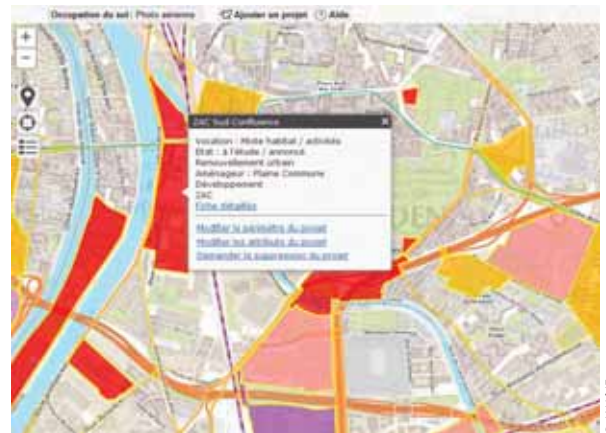 Occupation du sol : Photo aérienne Ajouter un projet ? Aide
+
−
ZAC Sud Confluence x
Vocation : Mixte habitat / activités
Etat : à l'étude / annoncé
Renouvellement urbain
Aménageur : Plaine Commune
Développement
ZAC
Fiche détaillée
Modifier le périmètre du projet
Modifier les attributs du projet
Demander la suppression du projet
DEN